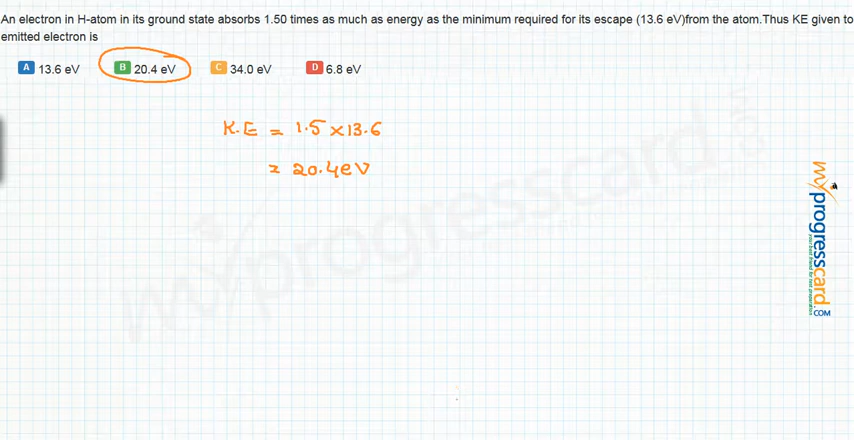 An electron in H-atom in its ground state absorbs 1.50 times as much as energy as the minimum required for its escape (13.6 eV)from the atom.Thus KE given to
emitted electron is
A 13.6 eV B 20.4 eV C 34.0 eV D 6.8 eV
K.E = 1.5 × 13.6
= 20.4eV
myprogresscard
myprogresscard.COM